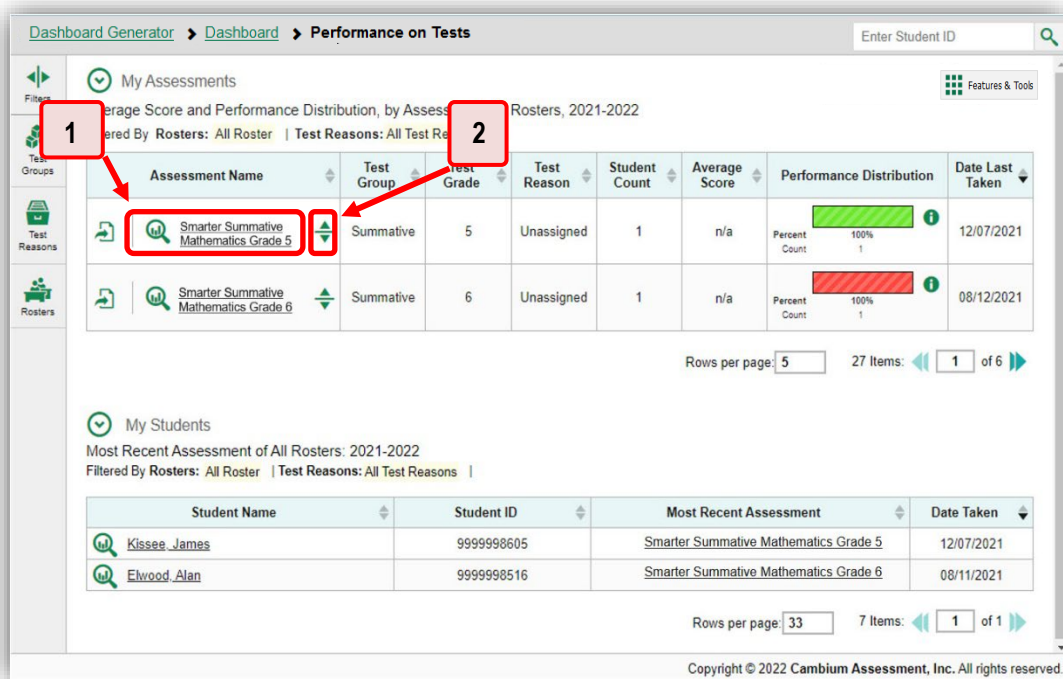 Dashboard Generator > Dashboard > Performance on Tests
Enter Student ID
Filters
Test Groups
Test Reasons
Rosters
My Assessments
Features & Tools
erage Score and Performance Distribution, by Asses Rosters, 2021-2022
ered By Rosters: All Roster | Test Reasons: All Test Re
1
2
Assessment Name
Test Group
Test Grade
Test Reason
Student Count
Average Score
Performance Distribution
Date Last Taken
Smarter Summative Mathematics Grade 5
Summative
5
Unassigned
1
n/a
Percent 100%
Count 1
12/07/2021
Smarter Summative Mathematics Grade 6
Summative
6
Unassigned
1
n/a
Percent 100%
Count 1
08/12/2021
Rows per page: 5 27 Items: 1 of 6
My Students
Most Recent Assessment of All Rosters: 2021-2022
Filtered By Rosters: All Roster | Test Reasons: All Test Reasons |
Student Name Student ID Most Recent Assessment Date Taken
Kissee, James 9999998605 Smarter Summative Mathematics Grade 5 12/07/2021
Elwood, Alan 9999998516 Smarter Summative Mathematics Grade 6 08/11/2021
Rows per page: 33 7 Items: 1 of 1
Copyright © 2022 Cambium Assessment, Inc. All rights reserved.